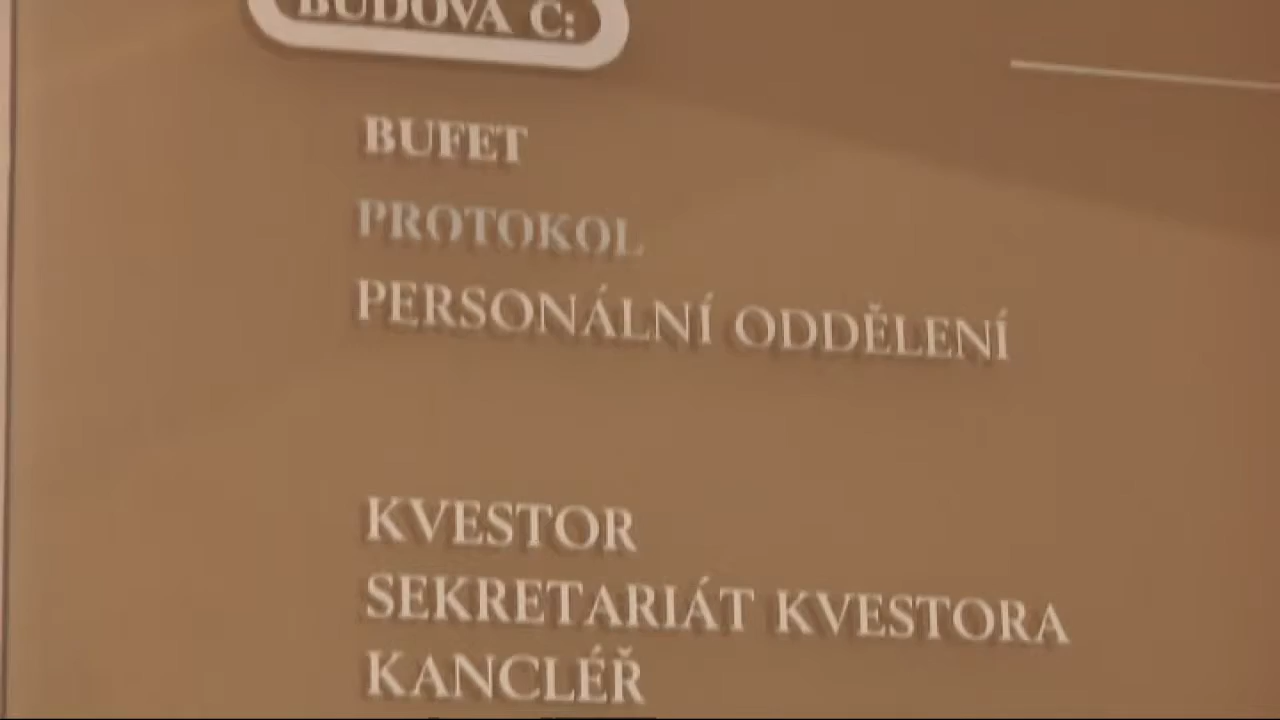 BUDOVA C:
BUFET
PROTOKOL
PERSONÁLNÍ ODDĚLENÍ
KVESTOR
SEKRETARIÁT KVESTORA
KANCLÉŘ